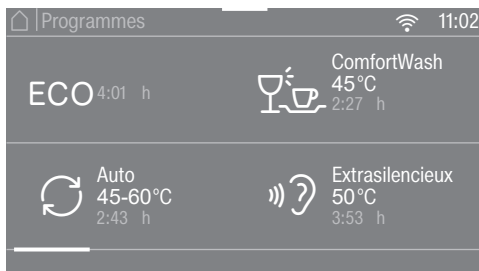 Programmes 11:02
ECO 4:01 h
ComfortWash
45°C
2:27 h
Auto
45-60°C
2:43 h
Extrasilencieux
50°C
3:53 h